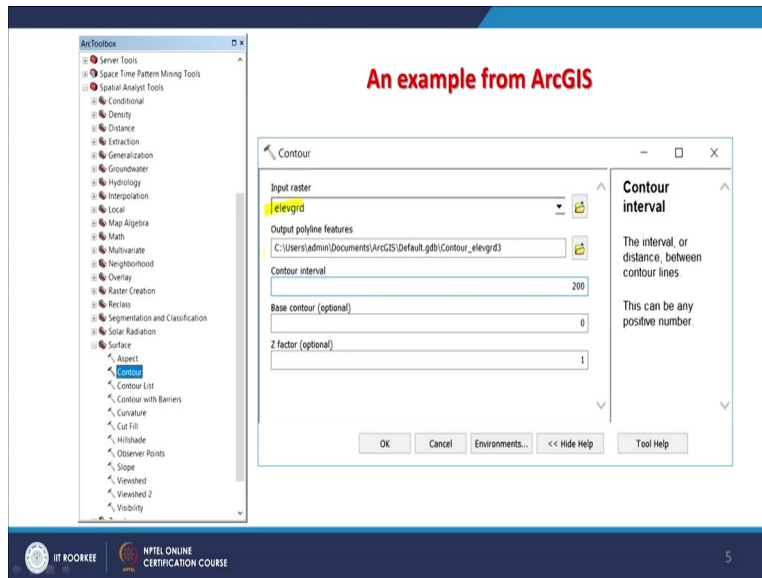 ArcToolbox
Server Tools
Space Time Pattern Mining Tools
Spatial Analyst Tools
Conditional
Density
Distance
Extraction
Generalization
Groundwater
Hydrology
Interpolation
Local
Map Algebra
Math
Multivariate
Neighborhood
Overlay
Raster Creation
Reclass
Segmentation and Classification
Solar Radiation
Surface
Aspect
Contour
Contour List
Contour with Barriers
Curvature
Cut Fill
Hillshade
Observer Points
Slope
Viewshed
Viewshed 2
Visibility
An example from ArcGIS
Contour
Input raster
elevgrd
Output polyline features
C:\Users\admin\Documents\ArcGIS\Default.gdb\Contour_elevgrd3
Contour interval
200
Base contour (optional)
0
Z factor (optional)
1
OK Cancel Environments... << Hide Help Tool Help
Contour
interval
The interval, or
distance, between
contour lines.
This can be any
positive number.
IIT ROORKEE
NPTEL ONLINE
CERTIFICATION COURSE
5